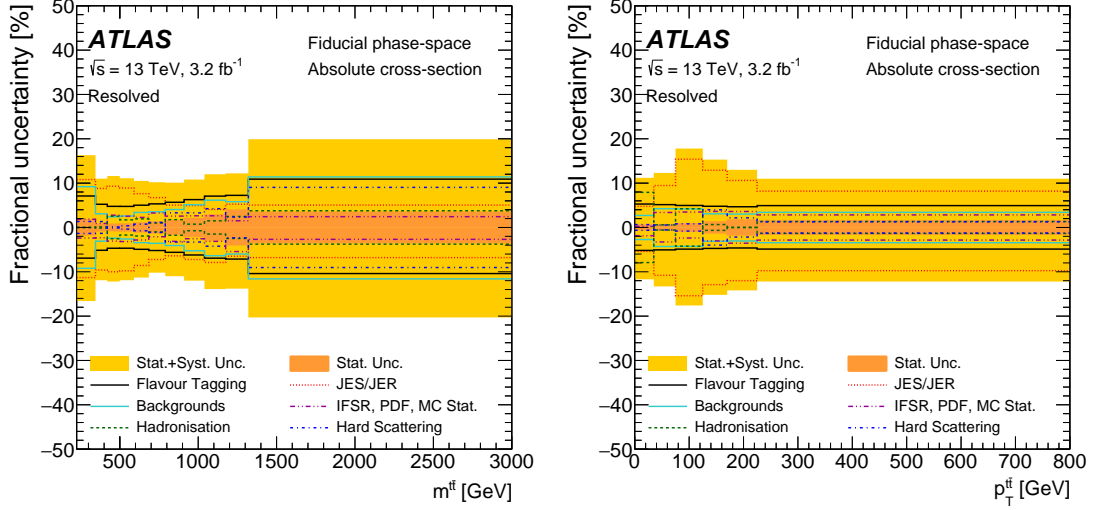 Fractional uncertainty [%]
50
40
30
20
10
0
−10
−20
−30
−40
−50
ATLAS
√s = 13 TeV, 3.2 fb-1
Resolved
Fiducial phase-space
Absolute cross-section
Stat.+Syst. Unc.
Stat. Unc.
Flavour Tagging
JES/JER
Backgrounds
IFSR, PDF, MC Stat.
Hadronisation
Hard Scattering
500 1000 1500 2000 2500 3000
m^tt̄ [GeV]
Fractional uncertainty [%]
50
40
30
20
10
0
−10
−20
−30
−40
−50
ATLAS
√s = 13 TeV, 3.2 fb-1
Resolved
Fiducial phase-space
Absolute cross-section
Stat.+Syst. Unc.
Stat. Unc.
Flavour Tagging
JES/JER
Backgrounds
IFSR, PDF, MC Stat.
Hadronisation
Hard Scattering
0 100 200 300 400 500 600 700 800
p_T^tt̄ [GeV]